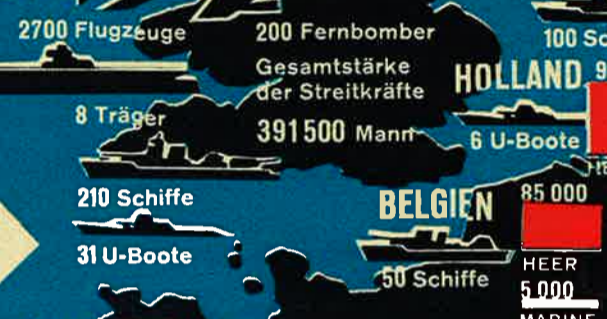 2700 Flugzeuge
200 Fernbomber
Gesamtstärke
der Streitkräfte
391500 Mann
8 Träger
210 Schiffe
31 U-Boote
100
HOLLAND
6 U-Boote
BELGIEN
50 Schiffe
85 000
HEER
5 000
MARINE